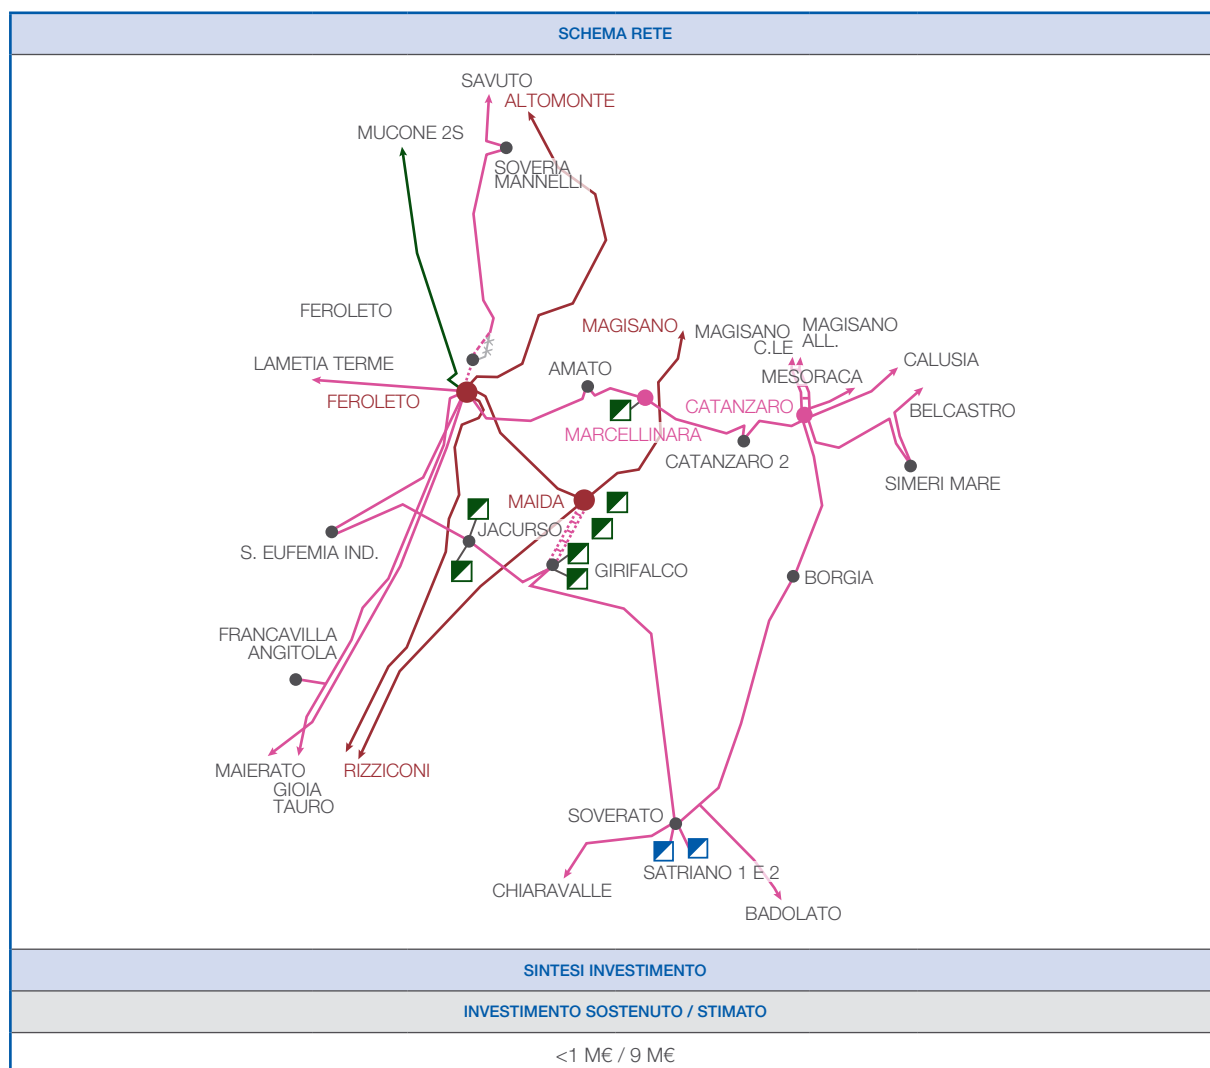 SCHEMA RETE
SAVUTO
ALTOMONTE
MUCONE 2S
SOVERIA
MANNELLI
FEROLETO
LAMETIA TERME
FEROLETO
AMATO
MAGISANO
MAGISANO
C.LE
MAGISANO
ALL.
MESORACA
CALUSIA
CATANZARO
BELCASTRO
MARCELLINARA
CATANZARO 2
SIMERI MARE
MAIDA
JACURSO
S. EUFEMIA IND.
GIRIFALCO
BORGIA
FRANCAVILLA
ANGITOLA
MAIERATO
GIOIA
TAURO
RIZZICONI
SOVERATO
SATRIANO 1 E 2
CHIARAVALLE
BADOLATO
SINTESI INVESTIMENTO
INVESTIMENTO SOSTENUTO / STIMATO
<1 M€ / 9 M€